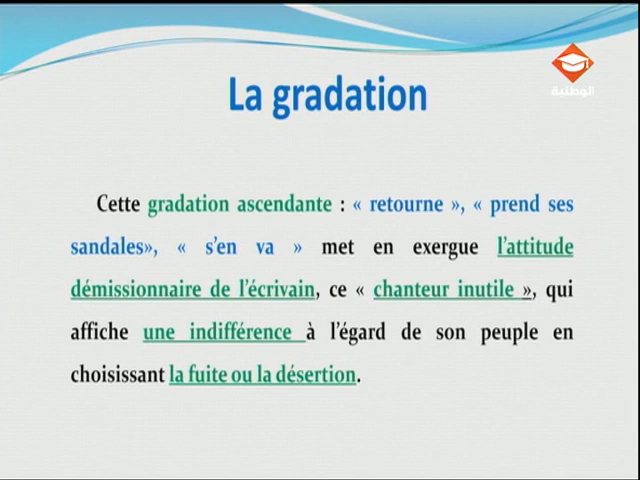 الوطنية
La gradation
Cette gradation ascendante : « retourne », « prend ses
sandales», « s'en va » met en exergue l'attitude
démissionnaire de l'écrivain, ce « chanteur inutile », qui
affiche une indifférence à l'égard de son peuple en
choisissant la fuite ou la désertion.